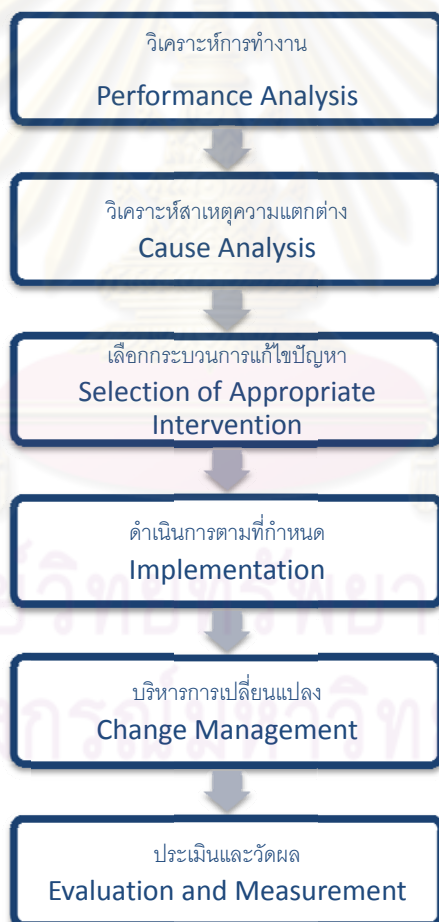 วิเคราะห์การทำงาน
Performance Analysis
วิเคราะห์สาเหตุความแตกต่าง
Cause Analysis
เลือกกระบวนการแก้ไขปัญหา
Selection of Appropriate
Intervention
ดำเนินการตามที่กำหนด
Implementation
บริหารการเปลี่ยนแปลง
Change Management
ประเมินและวัดผล
Evaluation and Measurement